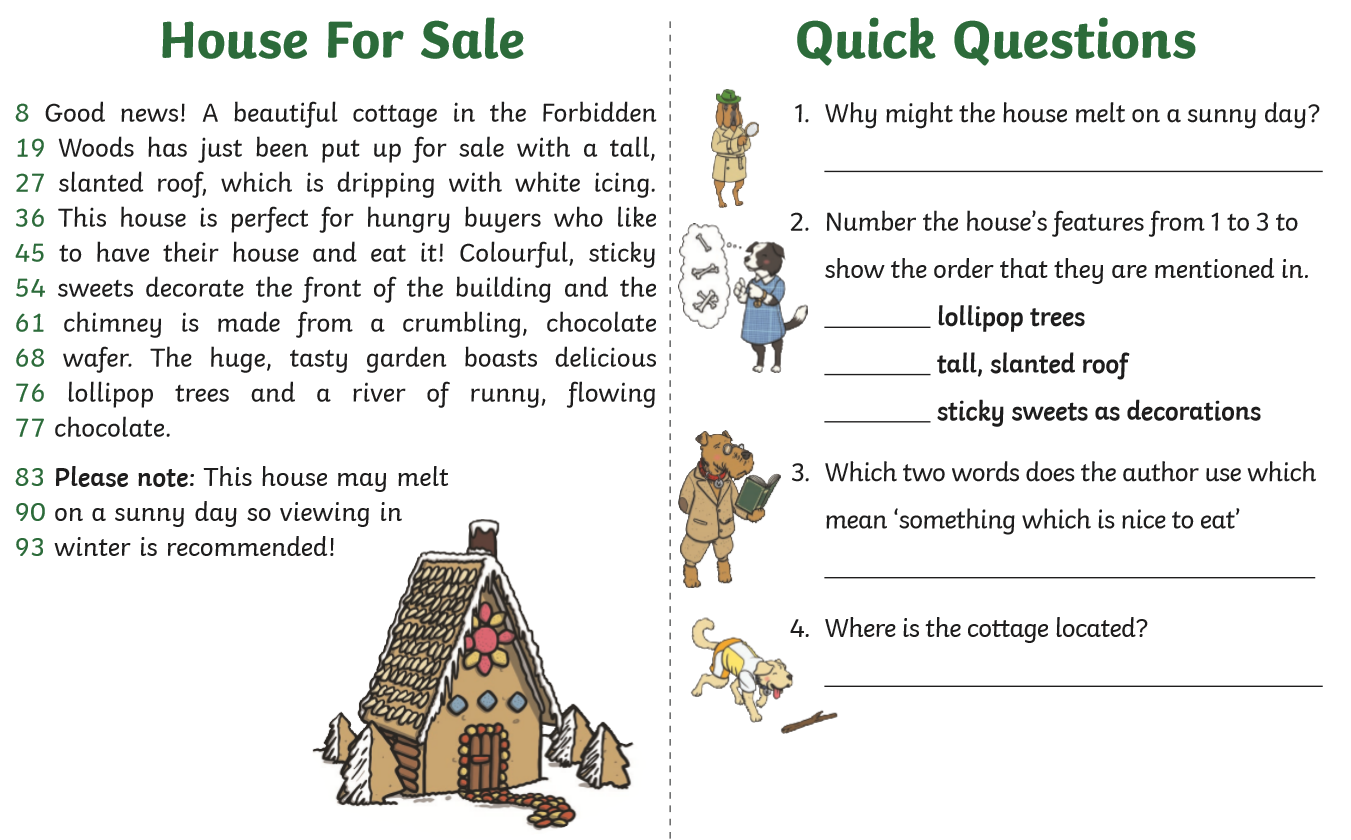 House For Sale
8 Good news! A beautiful cottage in the Forbidden
19 Woods has just been put up for sale with a tall,
27 slanted roof, which is dripping with white icing.
36 This house is perfect for hungry buyers who like
45 to have their house and eat it! Colourful, sticky
54 sweets decorate the front of the building and the
61 chimney is made from a crumbling, chocolate
68 wafer. The huge, tasty garden boasts delicious
76 lollipop trees and a river of runny, flowing
77 chocolate.
83 Please note: This house may melt
90 on a sunny day so viewing in
93 winter is recommended!
Quick Questions
1. Why might the house melt on a sunny day?
2. Number the house’s features from 1 to 3 to
show the order that they are mentioned in.
lollipop trees
tall, slanted roof
sticky sweets as decorations
3. Which two words does the author use which
mean ‘something which is nice to eat’
4. Where is the cottage located?